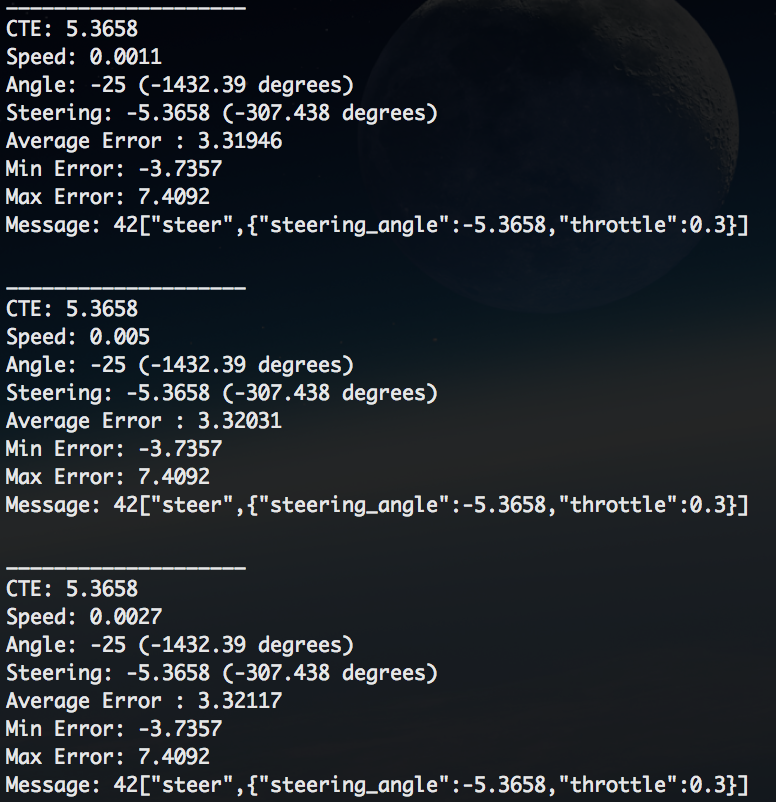 ____________________
CTE: 5.3658
Speed: 0.0011
Angle: -25 (-1432.39 degrees)
Steering: -5.3658 (-307.438 degrees)
Average Error : 3.31946
Min Error: -3.7357
Max Error: 7.4092
Message: 42["steer",{"steering_angle":-5.3658,"throttle":0.3}]
____________________
CTE: 5.3658
Speed: 0.005
Angle: -25 (-1432.39 degrees)
Steering: -5.3658 (-307.438 degrees)
Average Error : 3.32031
Min Error: -3.7357
Max Error: 7.4092
Message: 42["steer",{"steering_angle":-5.3658,"throttle":0.3}]
____________________
CTE: 5.3658
Speed: 0.0027
Angle: -25 (-1432.39 degrees)
Steering: -5.3658 (-307.438 degrees)
Average Error : 3.32117
Min Error: -3.7357
Max Error: 7.4092
Message: 42["steer",{"steering_angle":-5.3658,"throttle":0.3}]